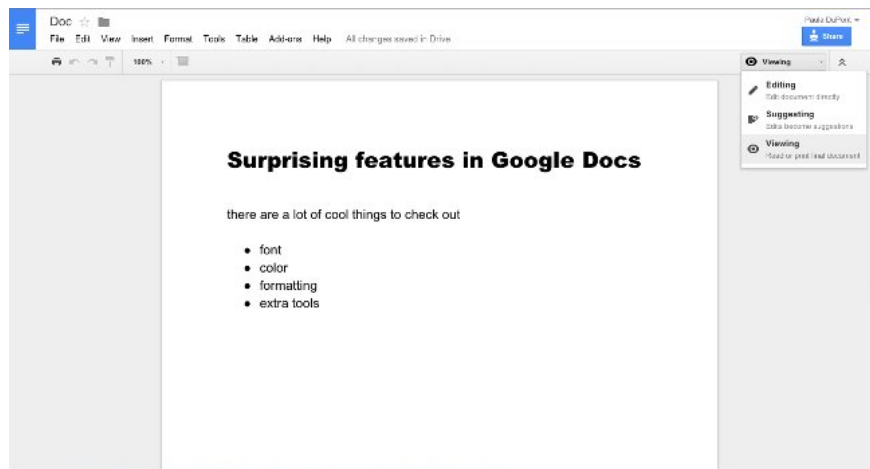 Doc
Paula DuPont
File Edit View Insert Format Tools Table Add-ons Help All changes saved in Drive
Share
100%
Viewing
Editing
Edit document directly
Suggesting
Edits become suggestions
Viewing
Read or print final document
Surprising features in Google Docs
there are a lot of cool things to check out
• font
• color
• formatting
• extra tools